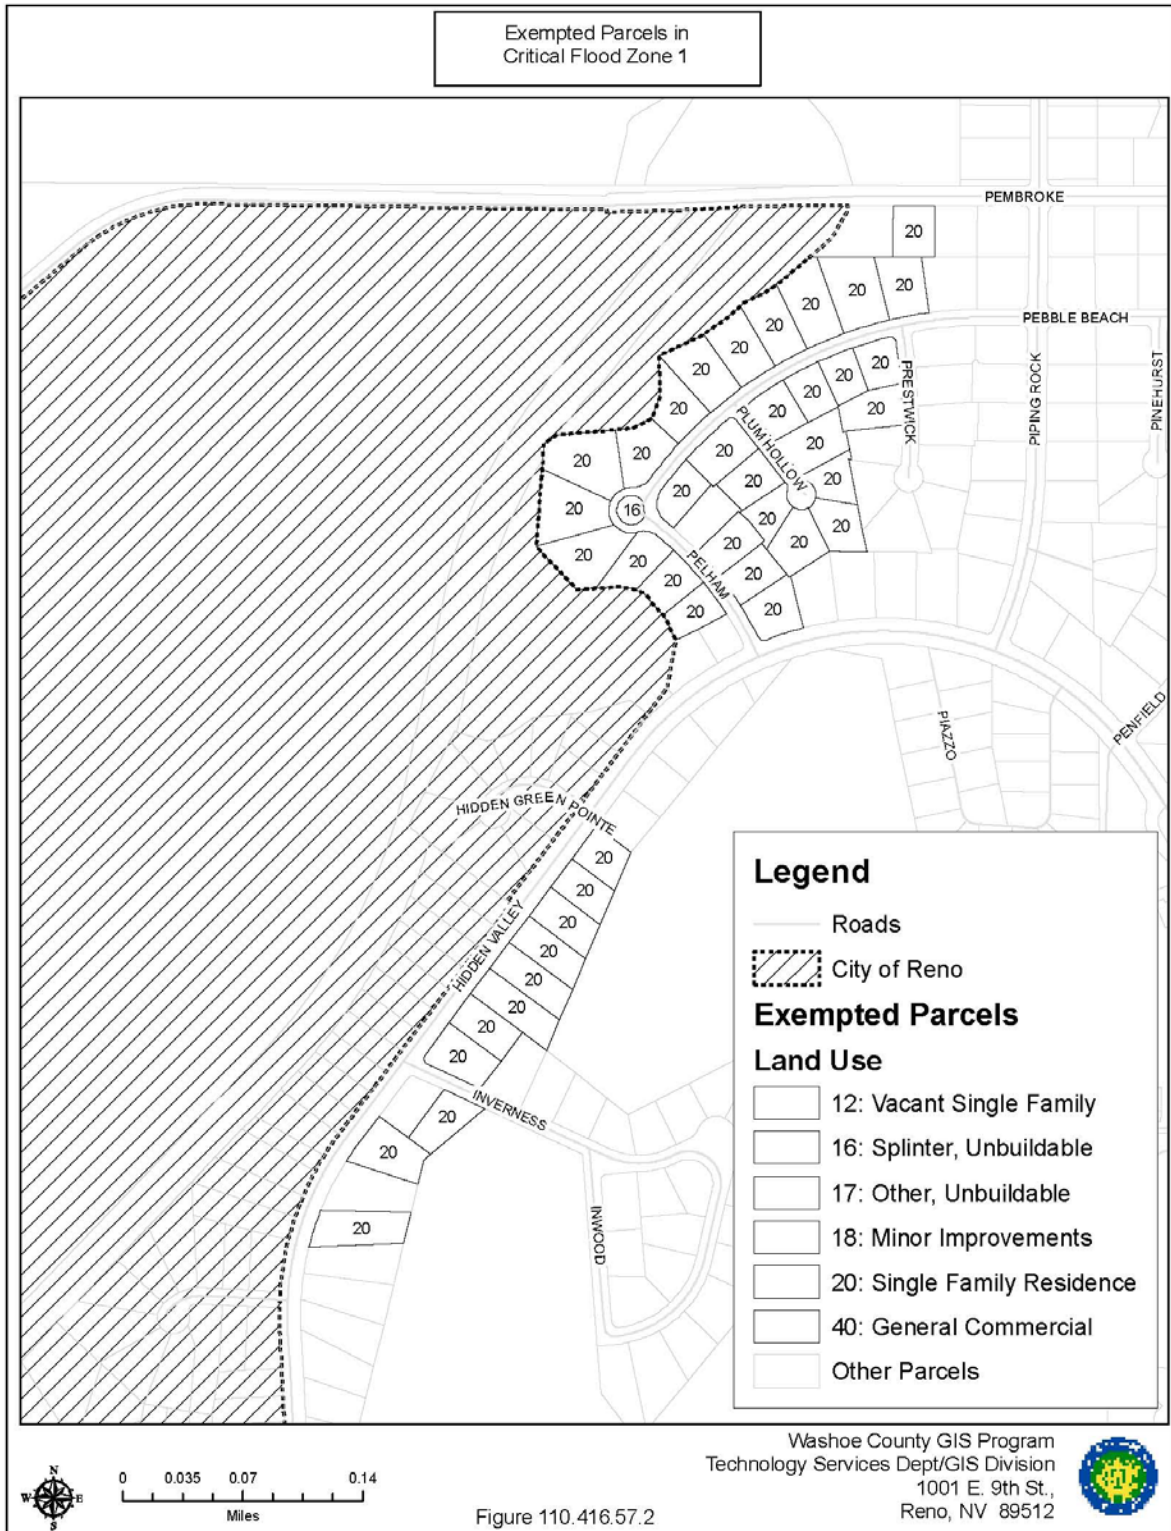 Exempted Parcels in
Critical Flood Zone 1
PEMBROKE
20
20
20
20
20
20
PEBBLE BEACH
20
20
20
20
20
20
20
20
20
PRESTWICK
PIPING ROCK
PINEHURST
PLUM HOLLOW
20
20
20
20
20
20
20
20
16
20
20
20
20
20
20
20
20
20
20
PELHAM
20
20
PIAZZO
PENFIELD
HIDDEN GREEN POINTE
20
20
20
20
20
20
20
20
HIDDEN VALLEY
INVERNESS
20
20
20
INWOOD
Legend
Roads
City of Reno
Exempted Parcels
Land Use
12: Vacant Single Family
16: Splinter, Unbuildable
17: Other, Unbuildable
18: Minor Improvements
20: Single Family Residence
40: General Commercial
Other Parcels
N
W E
S
0 0.035 0.07 0.14
Miles
Figure 110.416.57.2
Washoe County GIS Program
Technology Services Dept/GIS Division
1001 E. 9th St.,
Reno, NV 89512